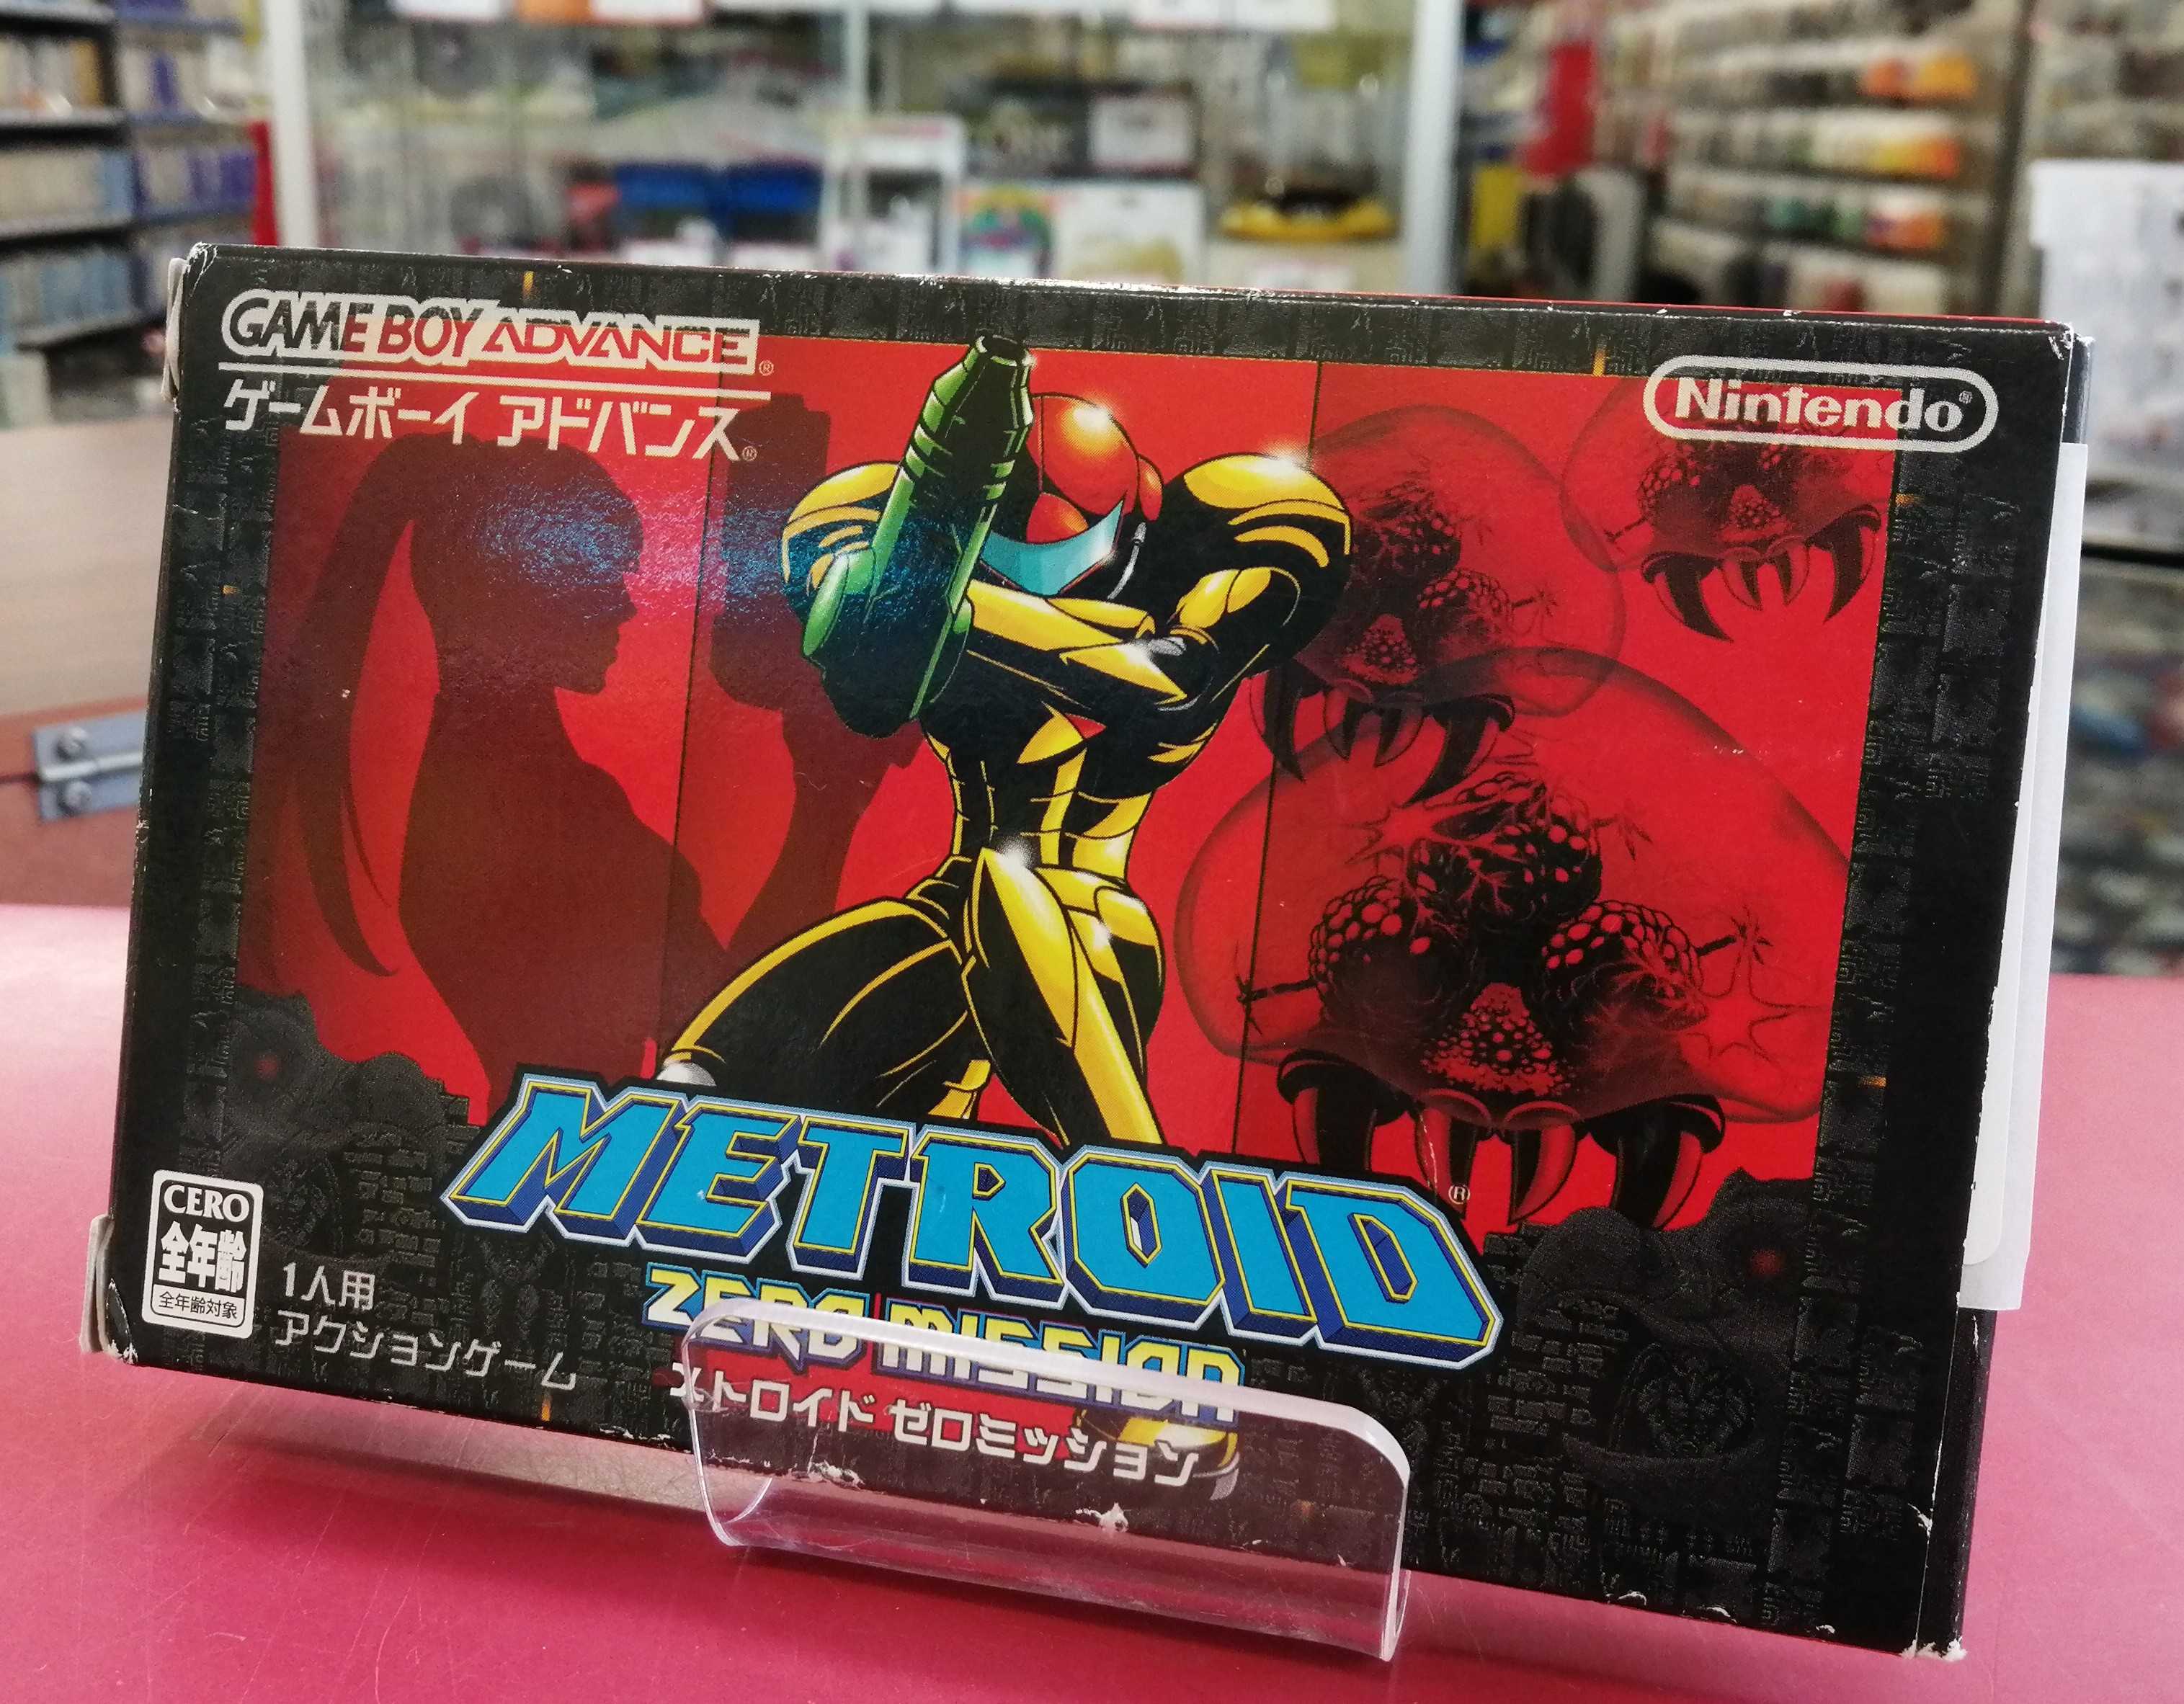 GAME BOY ADVANCE®
ゲームボーイ アドバンス®
Nintendo®
METROID®
ZERO MISSION
メトロイド ゼロミッション
CERO
全年齢
全年齢対象
1人用
アクションゲーム